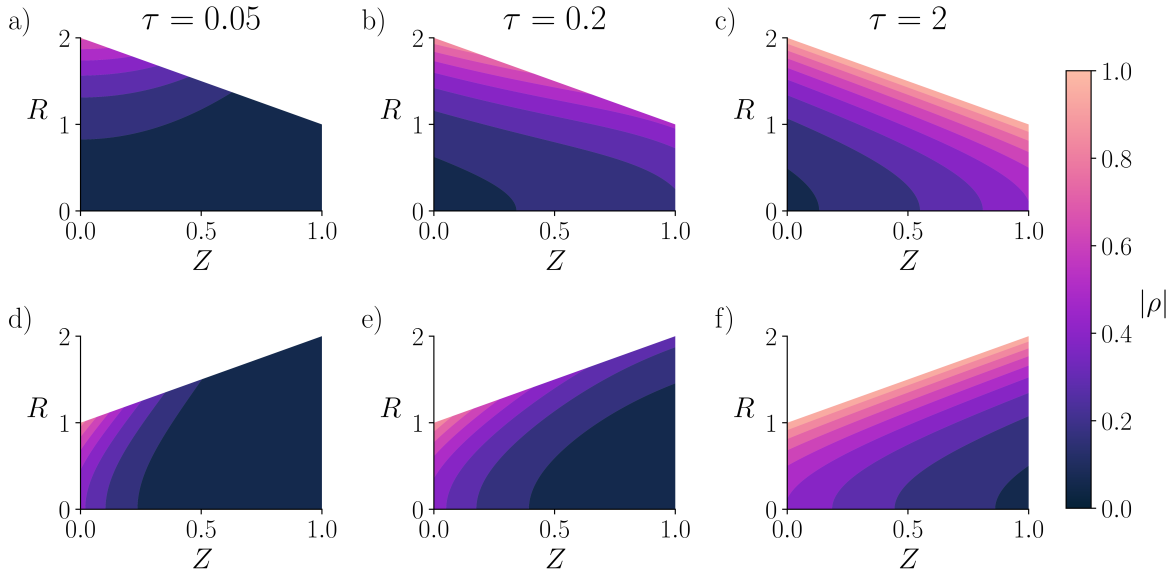 a) τ = 0.05 b) τ = 0.2 c) τ = 2
2 2 2 1.0
R 1 R 1 R 1 0.8
0 0 0
0.0 0.5 1.0 0.0 0.5 1.0 0.0 0.5 1.0
Z Z Z 0.6
|ρ|
d) e) f) 0.4
2 2 2
R 1 R 1 R 1 0.2
0 0 0 0.0
0.0 0.5 1.0 0.0 0.5 1.0 0.0 0.5 1.0
Z Z Z